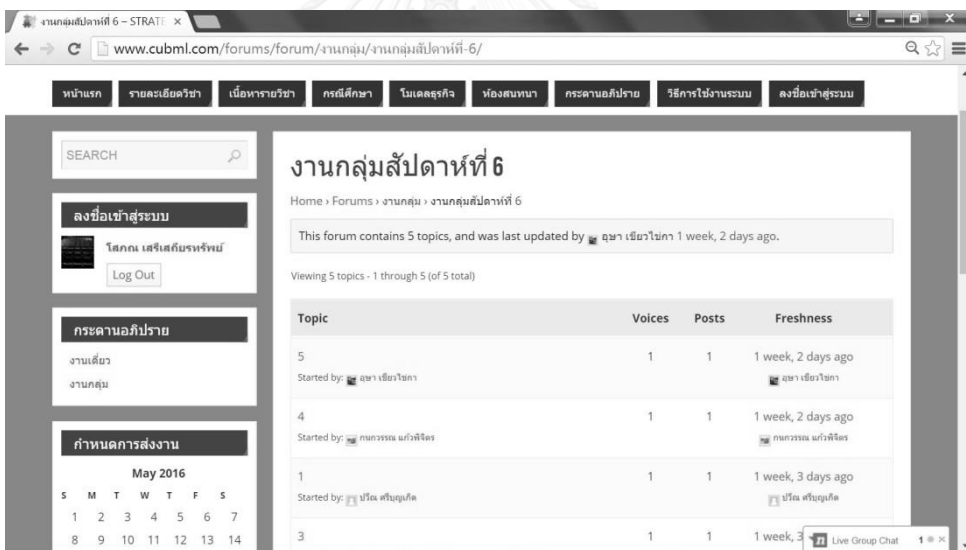 งานกลุ่มสัปดาห์ที่ 6 – STRATE
www.cubml.com/forums/forum/งานกลุ่ม/งานกลุ่มสัปดาห์ที่-6/
หน้าแรก รายละเอียดวิชา เนื้อหารายวิชา กรณีศึกษา โมเดลธุรกิจ ห้องสนทนา กระดานอภิปราย วิธีการใช้งานระบบ ลงชื่อเข้าสู่ระบบ
SEARCH
ลงชื่อเข้าสู่ระบบ
โสภณ เสรีเสถียรทรัพย์
Log Out
กระดานอภิปราย
งานเดี่ยว
งานกลุ่ม
กำหนดการส่งงาน
May 2016
S M T W T F S
1 2 3 4 5 6 7
8 9 10 11 12 13 14
งานกลุ่มสัปดาห์ที่ 6
Home › Forums › งานกลุ่ม › งานกลุ่มสัปดาห์ที่ 6
This forum contains 5 topics, and was last updated by อุษา เขียวไข่กา 1 week, 2 days ago.
Viewing 5 topics - 1 through 5 (of 5 total)
Topic Voices Posts Freshness
5 1 1 1 week, 2 days ago
Started by: อุษา เขียวไข่กา อุษา เขียวไข่กา
4 1 1 1 week, 2 days ago
Started by: กนกวรรณ แก้วพิจิตร กนกวรรณ แก้วพิจิตร
1 1 1 1 week, 3 days ago
Started by: ปวีณ ศรีบุญเกิด ปวีณ ศรีบุญเกิด
3 1 1 1 week, 3
Live Group Chat 1